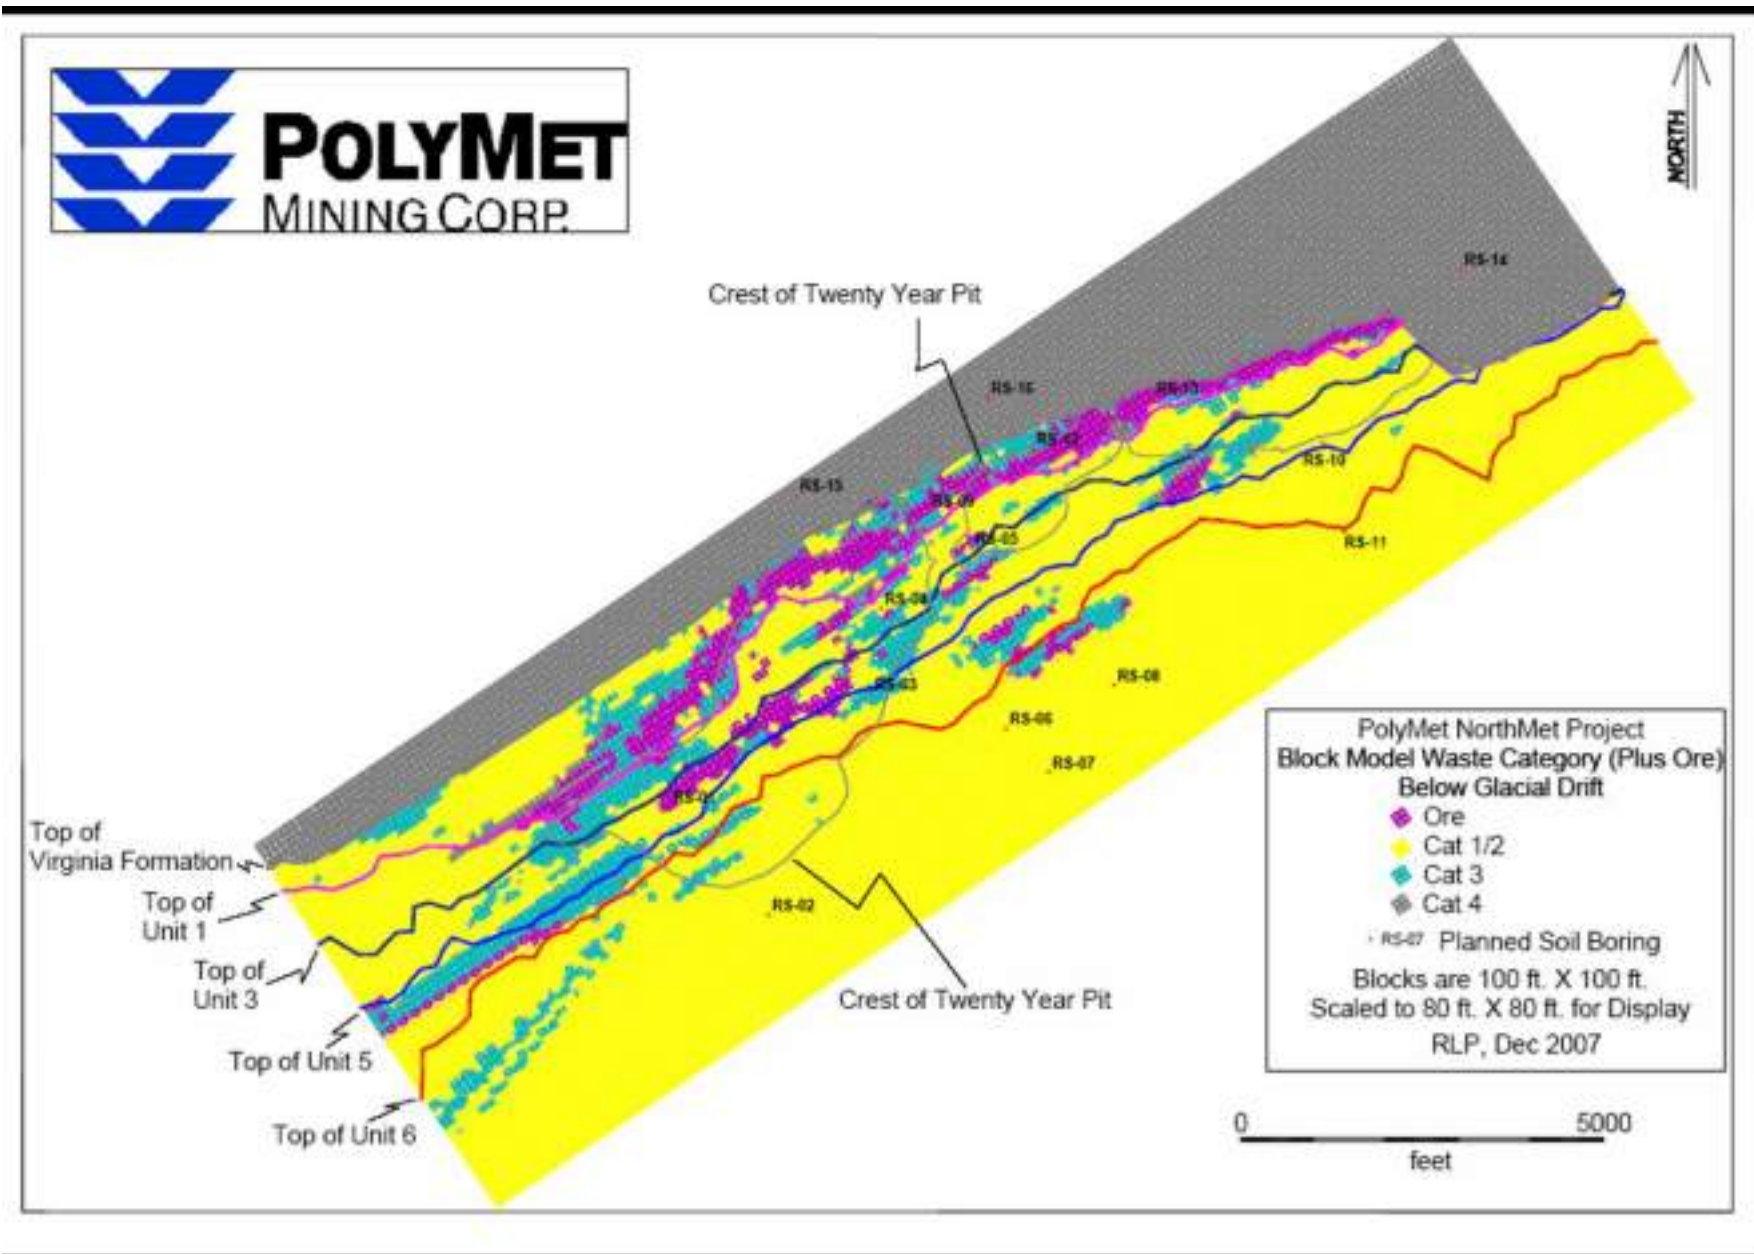 POLYMET
MINING CORP.
NORTH
RS-14
Crest of Twenty Year Pit
RS-16
RS-13
RS-15
RS-09
RS-10
RS-05
RS-11
RS-04
RS-08
RS-03
RS-06
RS-07
RS-02
Top of
Virginia Formation
Top of
Unit 1
Top of
Unit 3
Top of Unit 5
Top of Unit 6
Crest of Twenty Year Pit
PolyMet NorthMet Project
Block Model Waste Category (Plus Ore)
Below Glacial Drift
Ore
Cat 1/2
Cat 3
Cat 4
RS-07 Planned Soil Boring
Blocks are 100 ft. X 100 ft.
Scaled to 80 ft. X 80 ft. for Display
RLP, Dec 2007
0 5000
feet